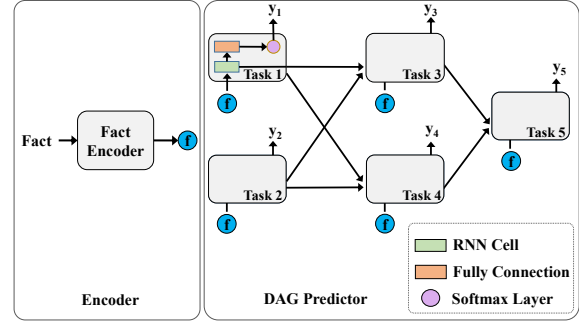 Fact
Fact
Encoder
f
Encoder
y1
Task 1
f
y2
Task 2
f
y3
Task 3
f
y4
Task 4
f
y5
Task 5
f
RNN Cell
Fully Connection
Softmax Layer
DAG Predictor